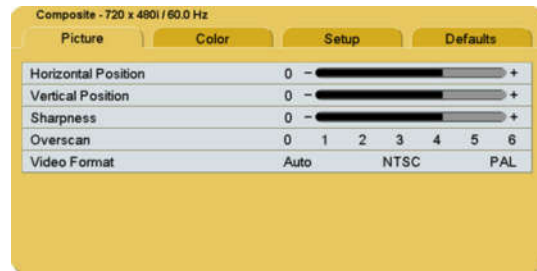 Composite - 720 x 480i / 60.0 Hz
Picture Color Setup Defaults
Horizontal Position 0 - +
Vertical Position 0 - +
Sharpness 0 - +
Overscan 0 1 2 3 4 5 6
Video Format Auto NTSC PAL